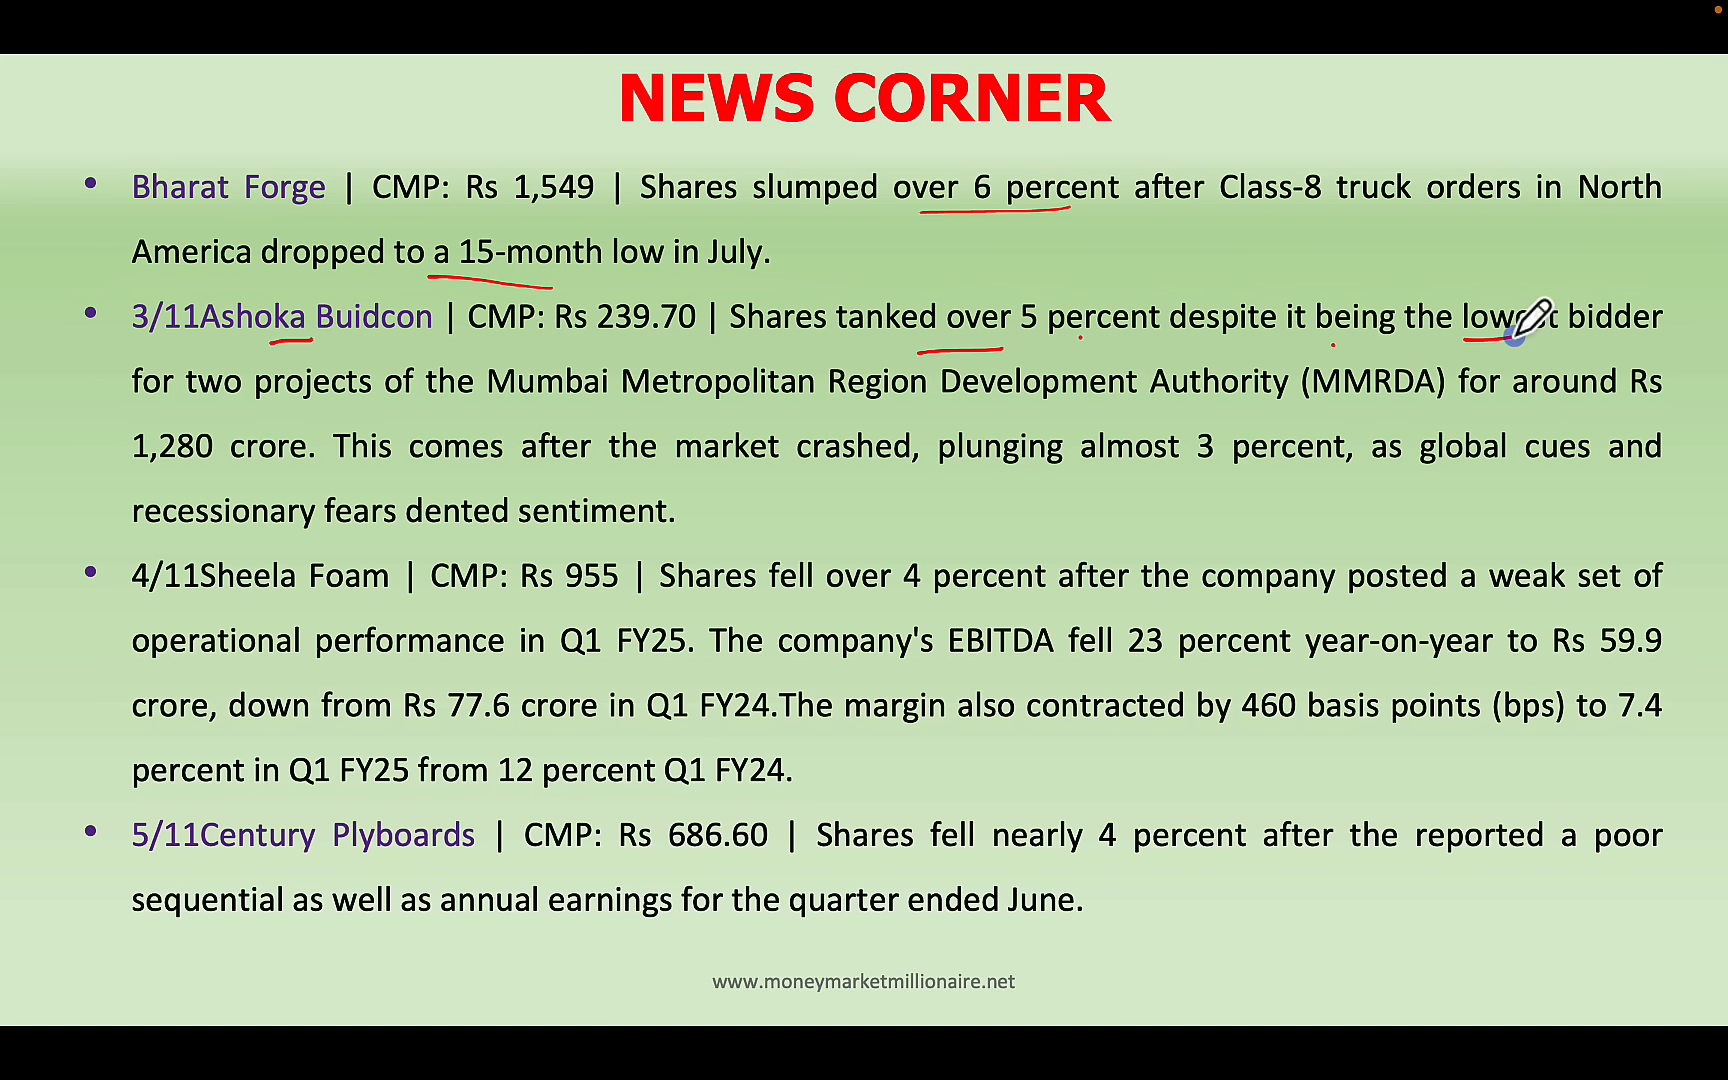 NEWS CORNER
• Bharat Forge | CMP: Rs 1,549 | Shares slumped over 6 percent after Class-8 truck orders in North
America dropped to a 15-month low in July.
• 3/11Ashoka Buidcon | CMP: Rs 239.70 | Shares tanked over 5 percent despite it being the lowest bidder
for two projects of the Mumbai Metropolitan Region Development Authority (MMRDA) for around Rs
1,280 crore. This comes after the market crashed, plunging almost 3 percent, as global cues and
recessionary fears dented sentiment.
• 4/11Sheela Foam | CMP: Rs 955 | Shares fell over 4 percent after the company posted a weak set of
operational performance in Q1 FY25. The company's EBITDA fell 23 percent year-on-year to Rs 59.9
crore, down from Rs 77.6 crore in Q1 FY24.The margin also contracted by 460 basis points (bps) to 7.4
percent in Q1 FY25 from 12 percent Q1 FY24.
• 5/11Century Plyboards | CMP: Rs 686.60 | Shares fell nearly 4 percent after the reported a poor
sequential as well as annual earnings for the quarter ended June.
www.moneymarketmillionaire.net